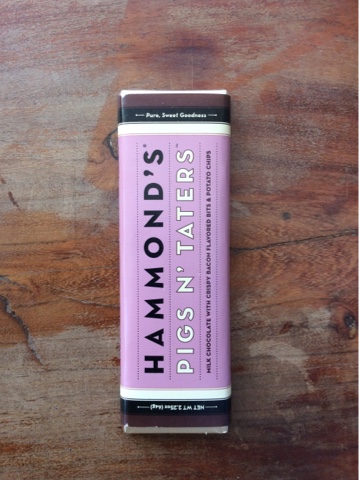 Pure, Sweet Goodness
HAMMOND'S®
PIGS N' TATERS™
MILK CHOCOLATE WITH CRISPY BACON FLAVORED BITS & POTATO CHIPS
NET WT 2.25oz (64g)